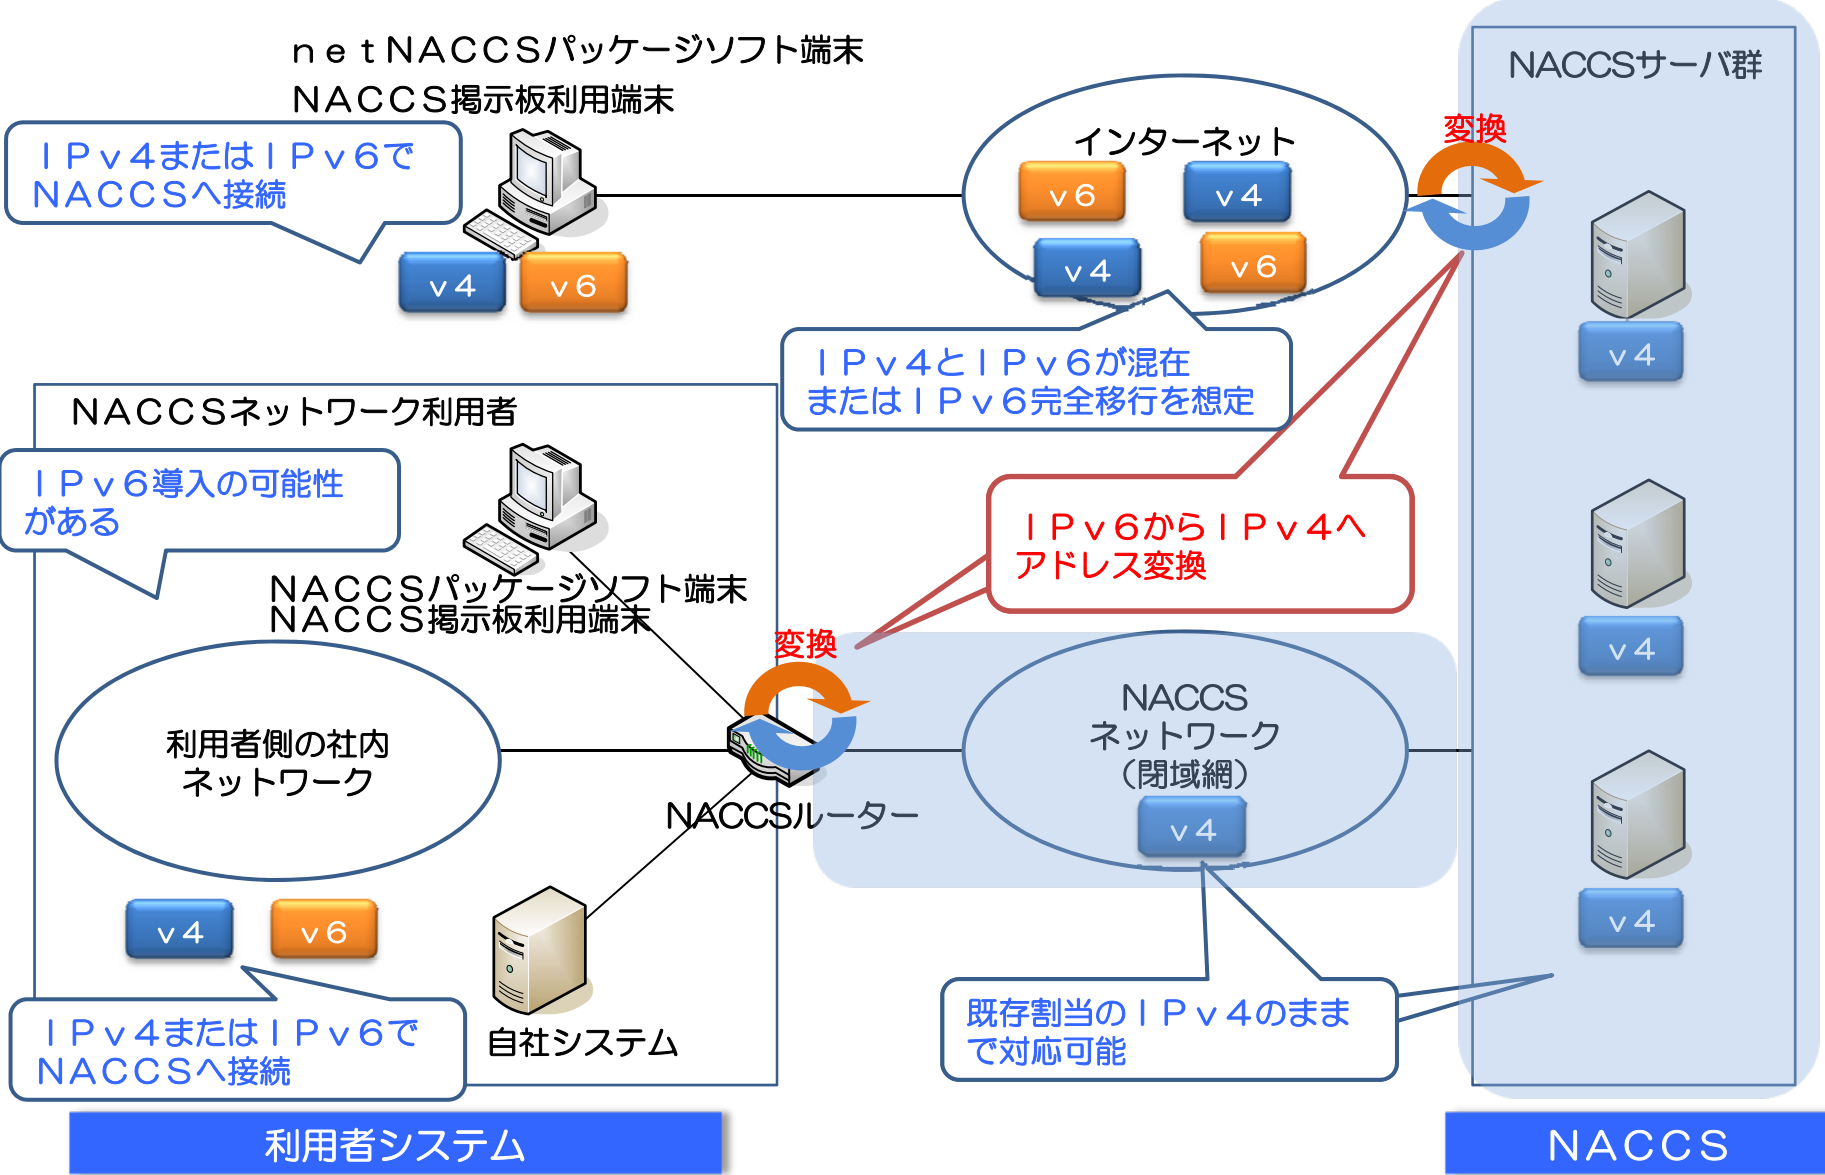 ｎｅｔＮＡＣＣＳパッケージソフト端末
ＮＡＣＣＳ掲示板利用端末
ＩＰｖ４またはＩＰｖ６で
ＮＡＣＣＳへ接続
ｖ４
ｖ６
インターネット
ｖ６
ｖ４
ｖ４
ｖ６
変換
NACCSサーバ群
ｖ４
ｖ４
ｖ４
ＩＰｖ４とＩＰｖ６が混在
またはＩＰｖ６完全移行を想定
ＮＡＣＣＳネットワーク利用者
ＩＰｖ６導入の可能性
がある
ＮＡＣＣＳパッケージソフト端末
ＮＡＣＣＳ掲示板利用端末
ＩＰｖ６からＩＰｖ４へ
アドレス変換
変換
利用者側の社内
ネットワーク
NACCSルーター
NACCS
ネットワーク
（閉域網）
ｖ４
ｖ４
ｖ６
ＩＰｖ４またはＩＰｖ６で
ＮＡＣＣＳへ接続
自社システム
既存割当のＩＰｖ４のまま
で対応可能
利用者システム
ＮＡＣＣＳ